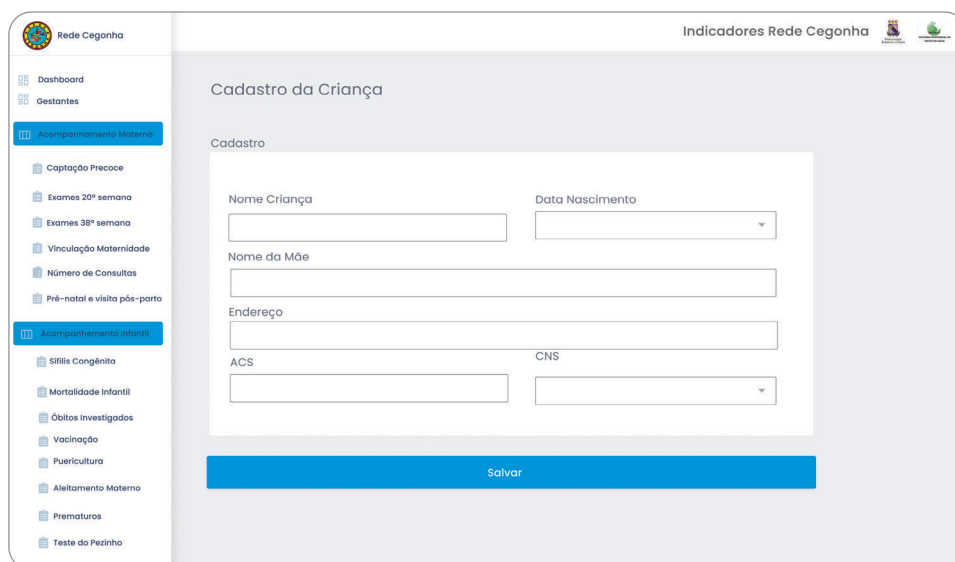 Rede Cegonha
Indicadores Rede Cegonha
Dashboard
Gestantes
Acompanhamento Materno
Captação Precoce
Exames 20ª semana
Exames 38ª semana
Vinculação Maternidade
Número de Consultas
Pré-natal e visita pós-parto
Acompanhemento Infantil
Sífilis Congênita
Mortalidade Infantil
Óbitos Investigados
Vacinação
Puericultura
Aleitamento Materno
Prematuros
Teste do Pezinho
Cadastro da Criança
Cadastro
Nome Criança
Data Nascimento
Nome da Mãe
Endereço
ACS
CNS
Salvar